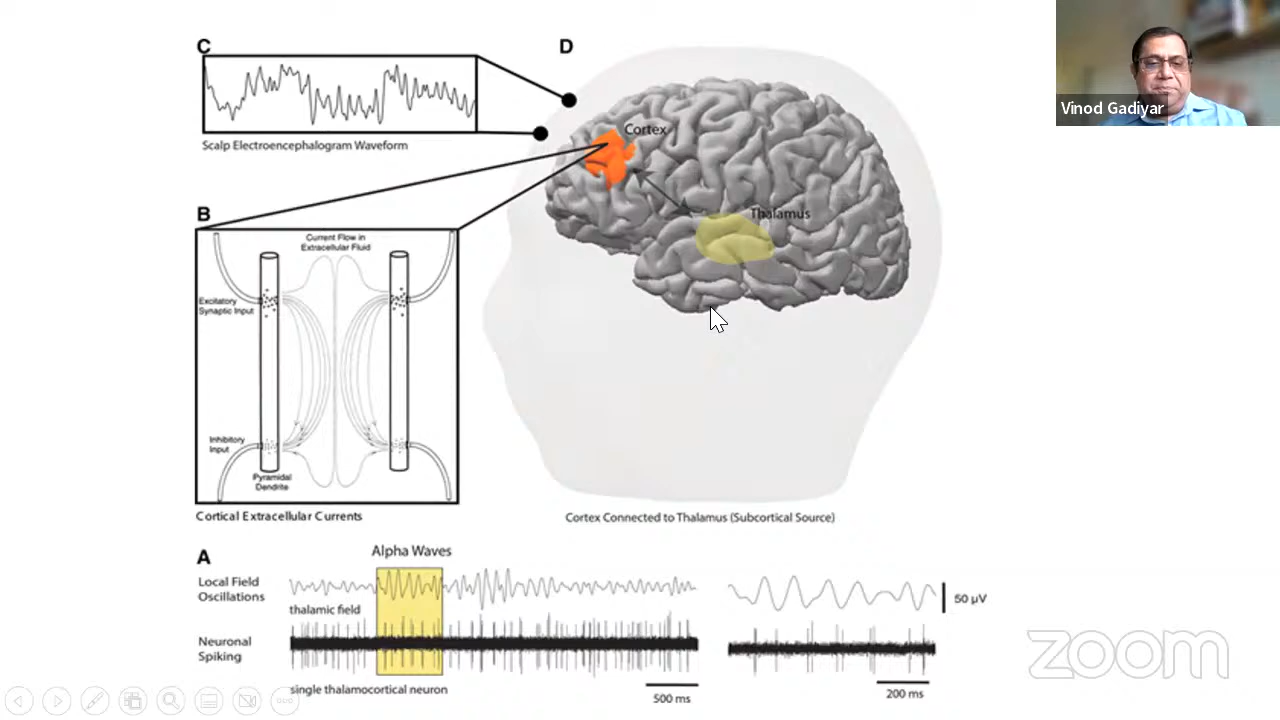 C
D
Vinod Gadiyar
Cortex
Scalp Electroencephalogram Waveform
B
Thalamus
Current Flow in
Extracellular Fluid
Excitatory
Synaptic Input
Inhibitory
Input
Pyramidal
Dendrite
Cortical Extracellular Currents
Cortex Connected to Thalamus (Subcortical Source)
A
Alpha Waves
Local Field
Oscillations
50 µV
thalamic field
Neuronal
Spiking
single thalamocortical neuron
500 ms
200 ms
zoom